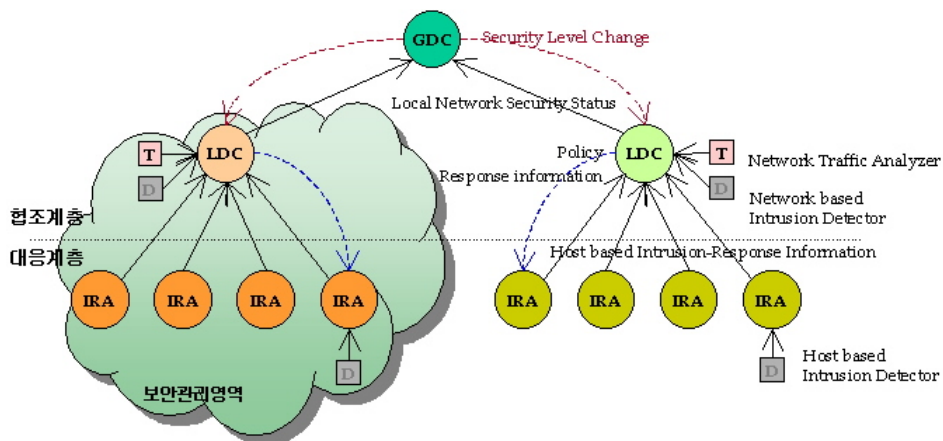 GDC
Security Level Change
Local Network Security Status
T
LDC
D
Policy
Response information
LDC
T
Network Traffic Analyzer
D
Network based
Intrusion Detector
협조계층
대응계층
Host based Intrusion-Response Information
IRA
IRA
IRA
IRA
IRA
IRA
IRA
IRA
D
D
Host based
Intrusion Detector
보안관리영역